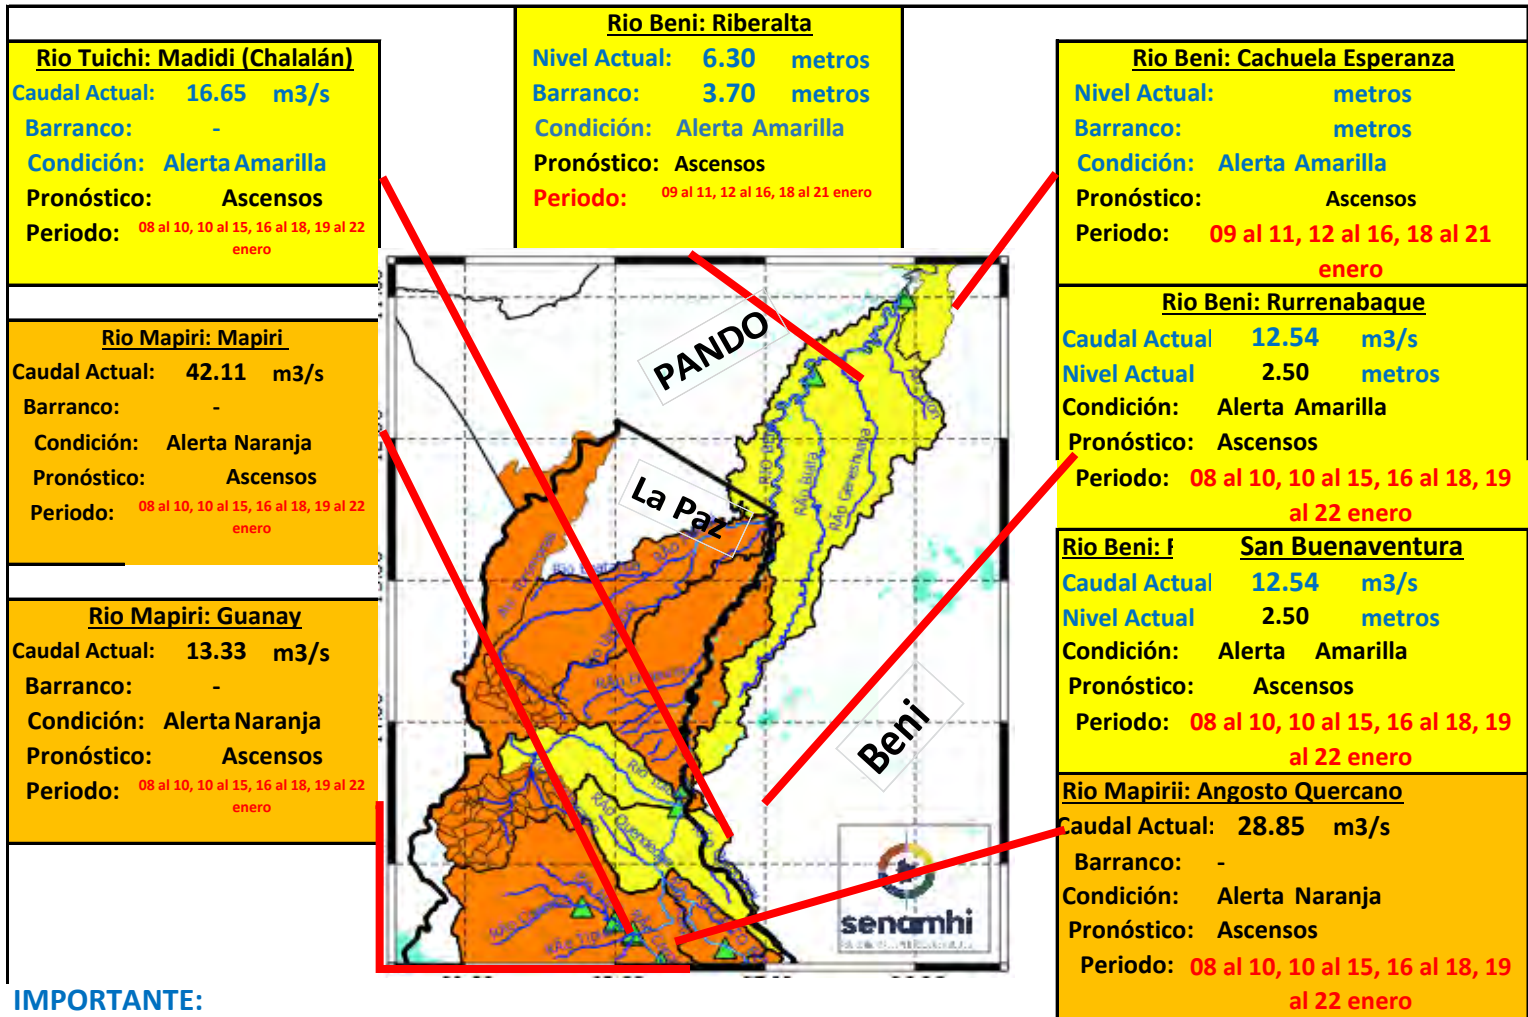 Rio Tuichi: Madidi (Chalalán)
Caudal Actual: 16.65 m3/s
Barranco: -
Condición: Alerta Amarilla
Pronóstico: Ascensos
Periodo: 08 al 10, 10 al 15, 16 al 18, 19 al 22
enero
Rio Mapiri: Mapiri
Caudal Actual: 42.11 m3/s
Barranco: -
Condición: Alerta Naranja
Pronóstico: Ascensos
Periodo: 08 al 10, 10 al 15, 16 al 18, 19 al 22
enero
Rio Mapiri: Guanay
Caudal Actual: 13.33 m3/s
Barranco: -
Condición: Alerta Naranja
Pronóstico: Ascensos
Periodo: 08 al 10, 10 al 15, 16 al 18, 19 al 22
enero
Rio Beni: Riberalta
Nivel Actual: 6.30 metros
Barranco: 3.70 metros
Condición: Alerta Amarilla
Pronóstico: Ascensos
Periodo: 09 al 11, 12 al 16, 18 al 21 enero
PANDO
La Paz
Beni
RÃo Biata
RÃo Geneshuaya
senamhi
Rio Beni: Cachuela Esperanza
Nivel Actual: metros
Barranco: metros
Condición: Alerta Amarilla
Pronóstico: Ascensos
Periodo: 09 al 11, 12 al 16, 18 al 21
enero
Rio Beni: Rurrenabaque
Caudal Actual 12.54 m3/s
Nivel Actual 2.50 metros
Condición: Alerta Amarilla
Pronóstico: Ascensos
Periodo: 08 al 10, 10 al 15, 16 al 18, 19
al 22 enero
Rio Beni: San Buenaventura
Caudal Actual 12.54 m3/s
Nivel Actual 2.50 metros
Condición: Alerta Amarilla
Pronóstico: Ascensos
Periodo: 08 al 10, 10 al 15, 16 al 18, 19
al 22 enero
Rio Mapirii: Angosto Quercano
Caudal Actual: 28.85 m3/s
Barranco: -
Condición: Alerta Naranja
Pronóstico: Ascensos
Periodo: 08 al 10, 10 al 15, 16 al 18, 19
al 22 enero
IMPORTANTE: